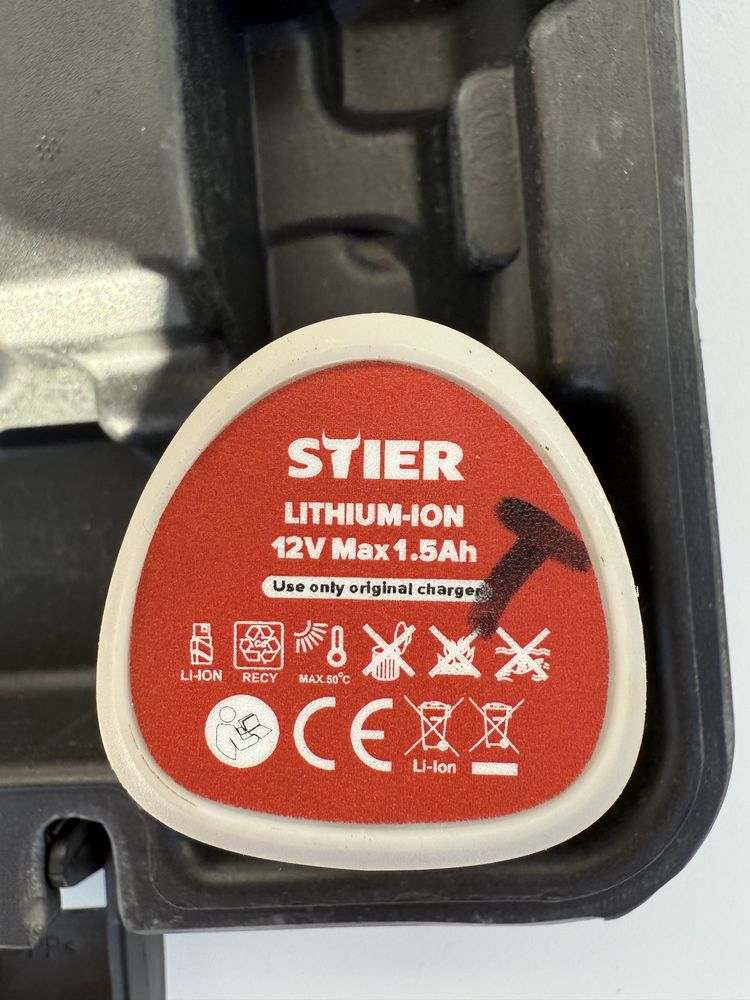 STIER
LITHIUM-ION
12V Max 1.5Ah
Use only original charger
LI-ION RECY MAX.50°C
CE
Li-Ion
T
PP<